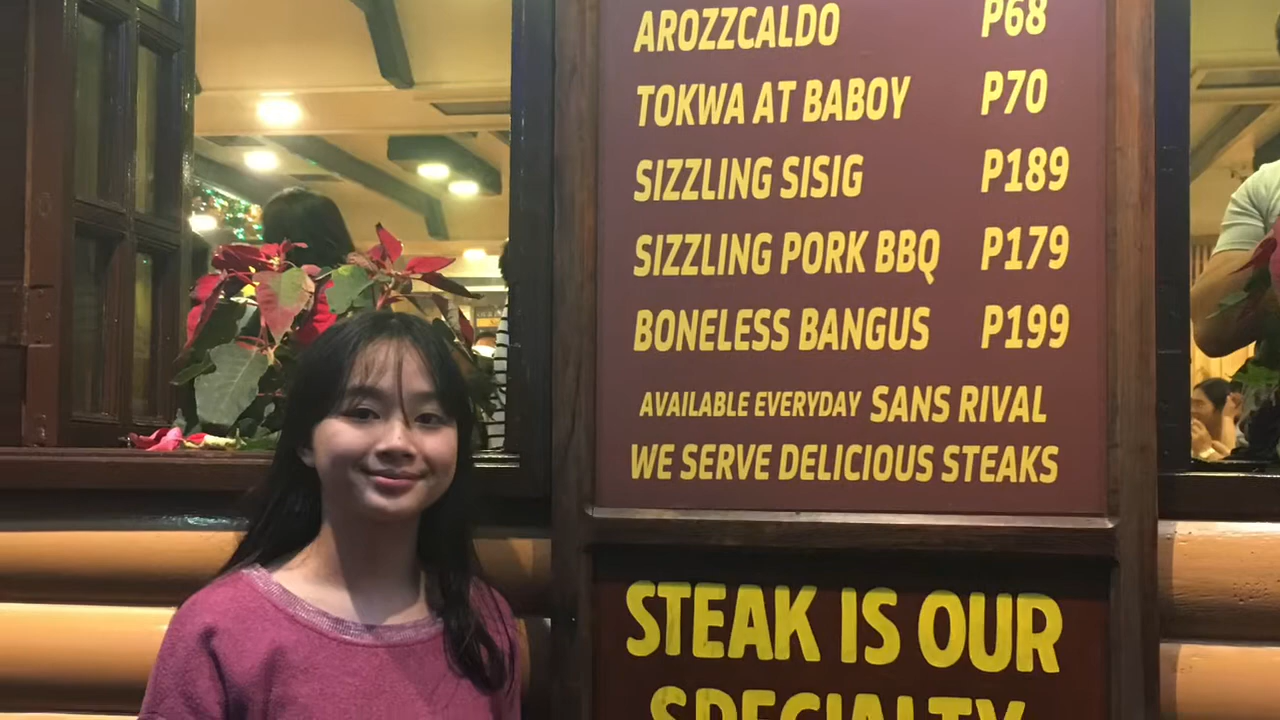 AROZZCALDO P68
TOKWA AT BABOY P70
SIZZLING SISIG P189
SIZZLING PORK BBQ P179
BONELESS BANGUS P199
AVAILABLE EVERYDAY SANS RIVAL
WE SERVE DELICIOUS STEAKS
STEAK IS OUR
SPECIALTY